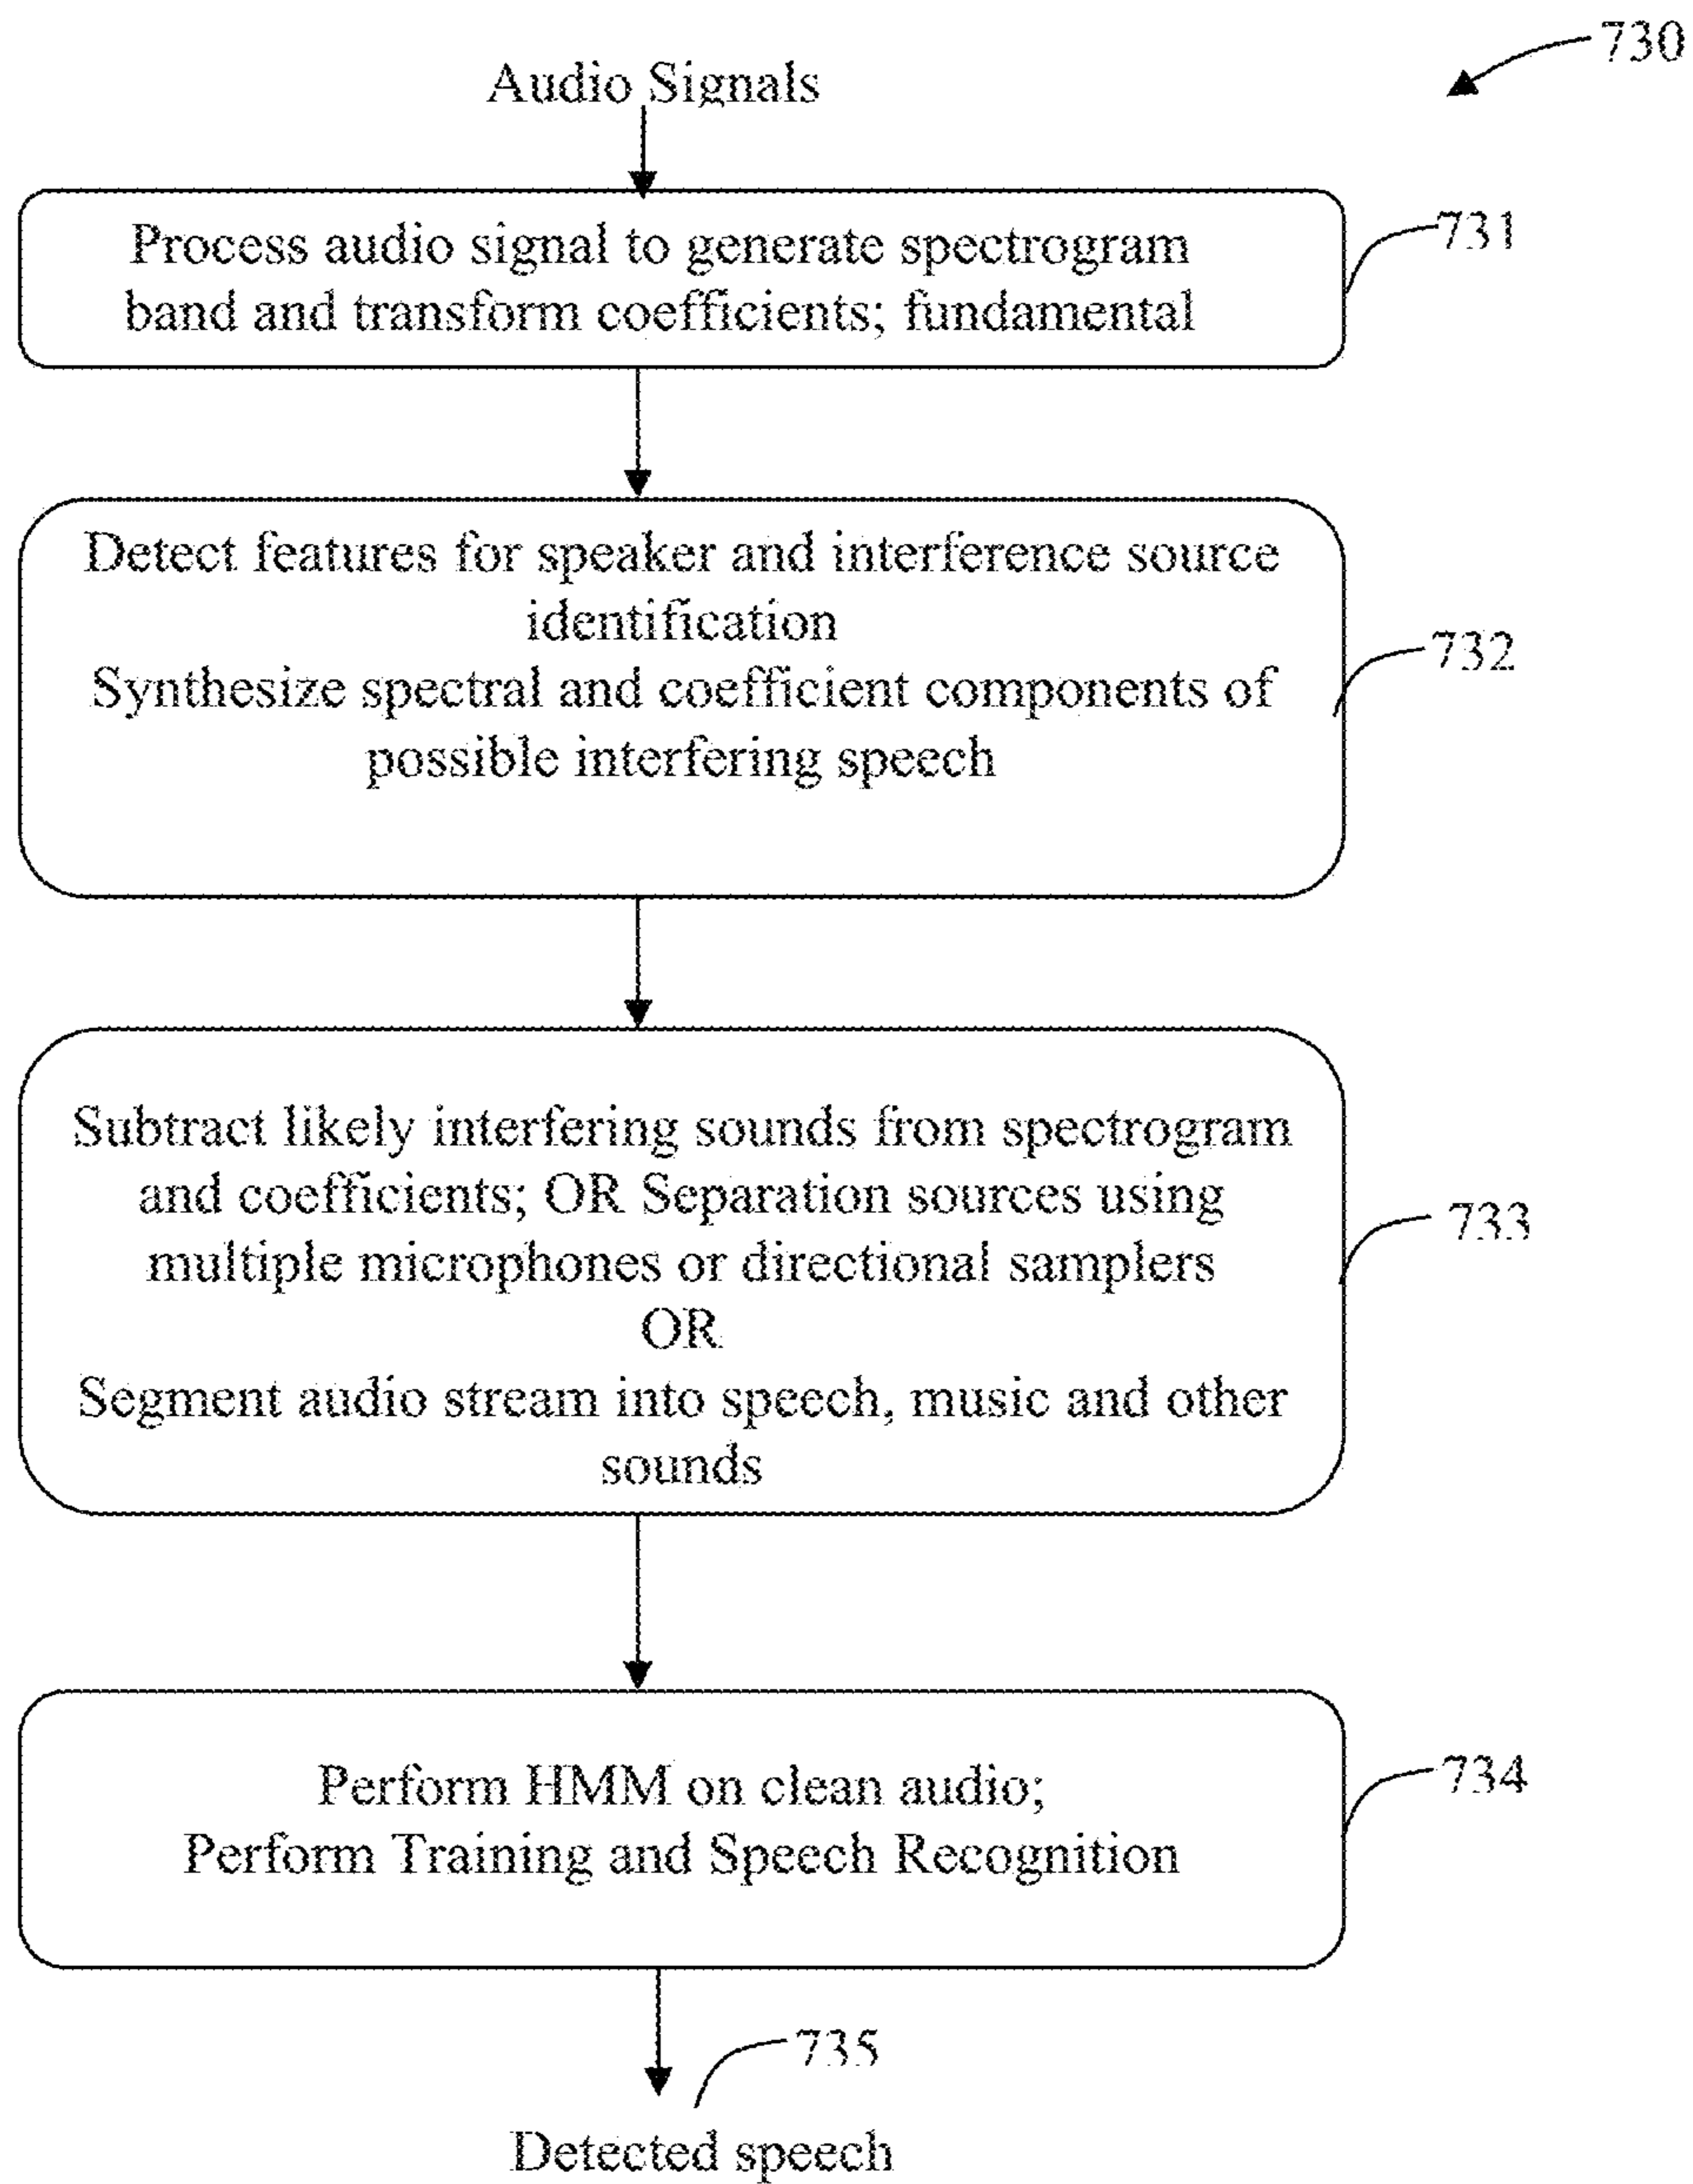 730
Audio Signals
Process audio signal to generate spectrogram
band and transform coefficients; fundamental
731
Detect features for speaker and interference source
identification
Synthesize spectral and coefficient components of
possible interfering speech
732
Subtract likely interfering sounds from spectrogram
and coefficients; OR Separation sources using
multiple microphones or directional samplers
OR
Segment audio stream into speech, music and other
sounds
733
Perform HMM on clean audio;
Perform Training and Speech Recognition
734
735
Detected speech